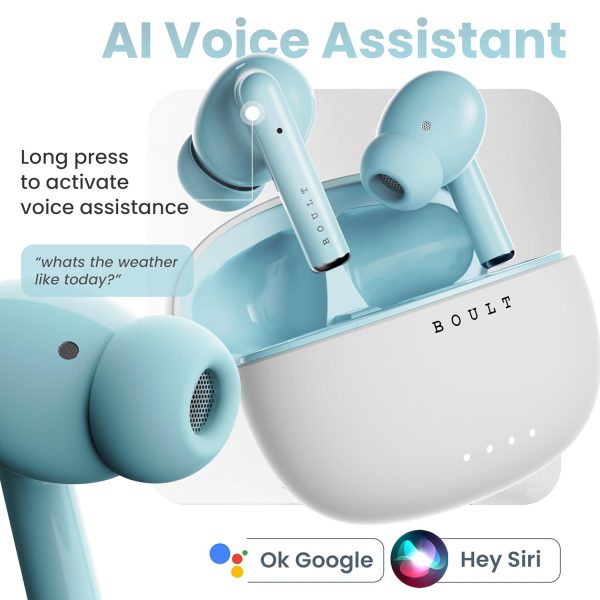 AI Voice Assistant
Long press
to activate
voice assistance
BOULT
“whats the weather
like today?”
BOULT
Ok Google
Hey Siri